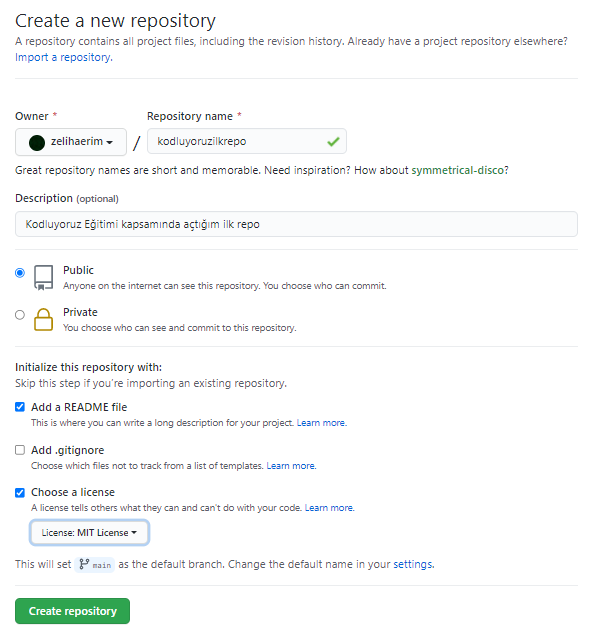 Create a new repository
A repository contains all project files, including the revision history. Already have a project repository elsewhere?
Import a repository.
Owner * Repository name *
zelihaerim / kodluyoruzilkrepo
Great repository names are short and memorable. Need inspiration? How about symmetrical-disco?
Description (optional)
Kodluyoruz Eğitimi kapsamında açtığım ilk repo
Public
Anyone on the internet can see this repository. You choose who can commit.
Private
You choose who can see and commit to this repository.
Initialize this repository with:
Skip this step if you're importing an existing repository.
Add a README file
This is where you can write a long description for your project. Learn more.
Add .gitignore
Choose which files not to track from a list of templates. Learn more.
Choose a license
A license tells others what they can and can't do with your code. Learn more.
License: MIT License
This will set main as the default branch. Change the default name in your settings.
Create repository